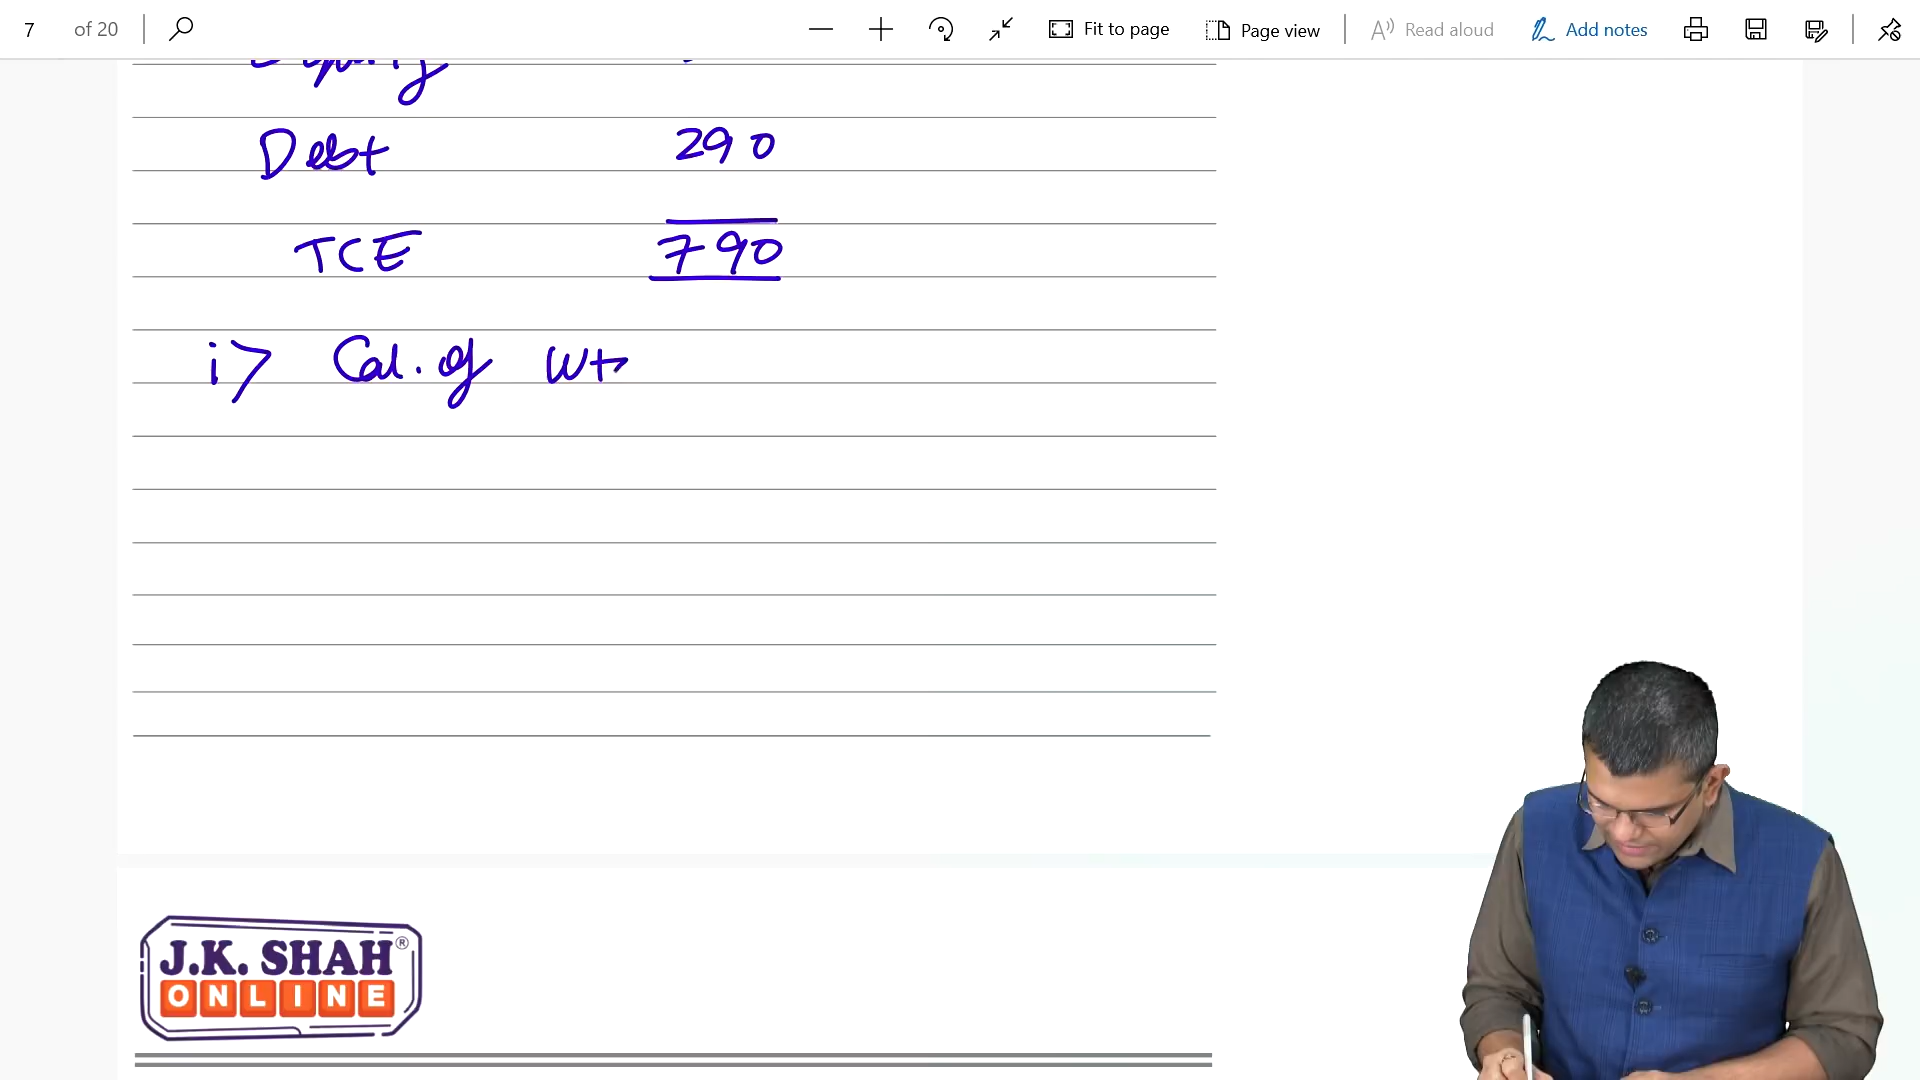 7 of 20 Fit to page Page view Read aloud Add notes
Debt 290
TCE 790
i> Cal. of Wt
J.K. SHAH®
ONLINE